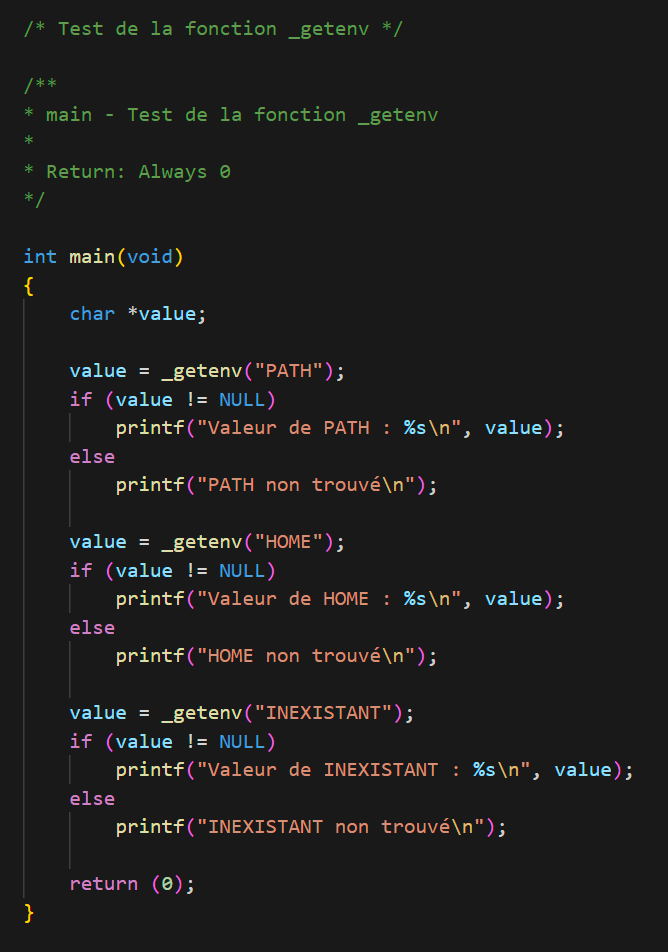 /* Test de la fonction _getenv */
/**
* main - Test de la fonction _getenv
*
* Return: Always 0
*/
int main(void)
{
char *value;
value = _getenv("PATH");
if (value != NULL)
printf("Valeur de PATH : %s\n", value);
else
printf("PATH non trouvé\n");
value = _getenv("HOME");
if (value != NULL)
printf("Valeur de HOME : %s\n", value);
else
printf("HOME non trouvé\n");
value = _getenv("INEXISTANT");
if (value != NULL)
printf("Valeur de INEXISTANT : %s\n", value);
else
printf("INEXISTANT non trouvé\n");
return (0);
}